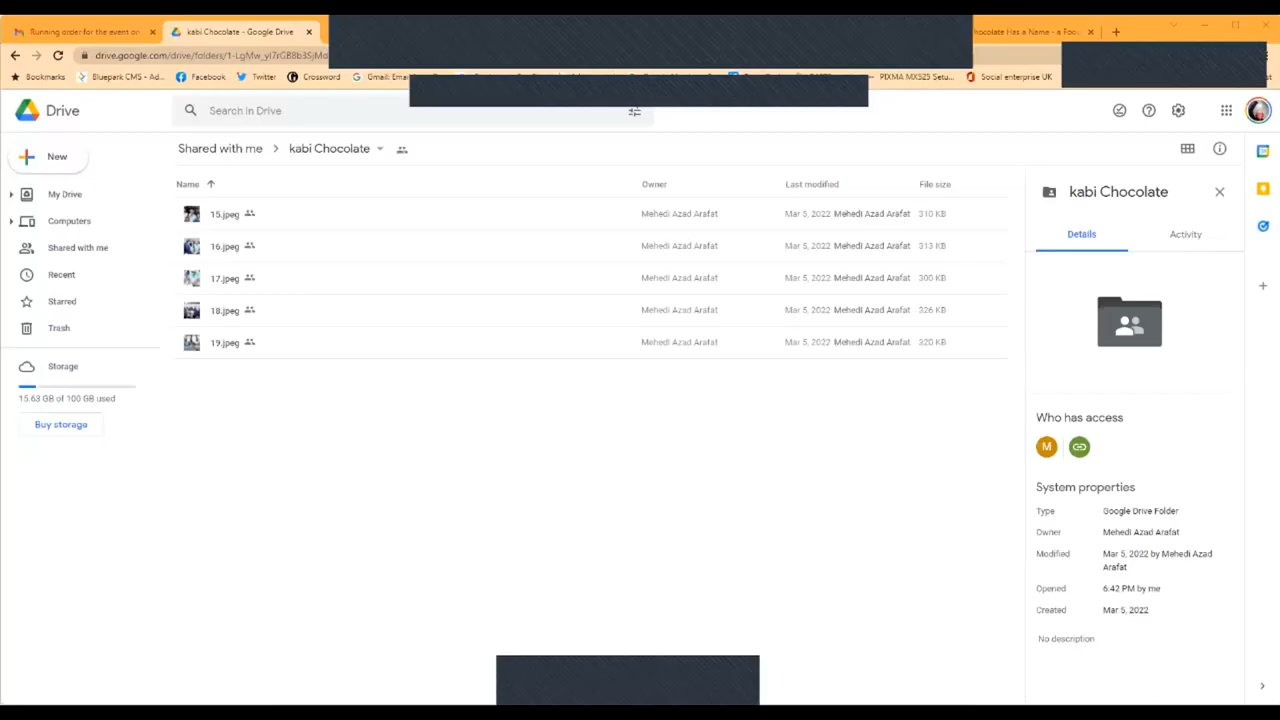 Running order for the event on
kabi Chocolate - Google Drive
hocolate Has a Name - a Foo
drive.google.com/drive/folders/
Bookmarks
Bluepark CMS - Ad...
Facebook
Twitter
Crossword
Gmail: Email
PIXMA MX525 Setu...
Social enterprise UK
Drive
Search in Drive
New
Shared with me > kabi Chocolate
My Drive
Computers
Shared with me
Recent
Starred
Trash
Storage
15.63 GB of 100 GB used
Buy storage
Name Owner Last modified File size
15.jpeg Mehedi Azad Arafat Mar 5, 2022 Mehedi Azad Arafat 310 KB
16.jpeg Mehedi Azad Arafat Mar 5, 2022 Mehedi Azad Arafat 313 KB
17.jpeg Mehedi Azad Arafat Mar 5, 2022 Mehedi Azad Arafat 300 KB
18.jpeg Mehedi Azad Arafat Mar 5, 2022 Mehedi Azad Arafat 326 KB
19.jpeg Mehedi Azad Arafat Mar 5, 2022 Mehedi Azad Arafat 320 KB
kabi Chocolate
Details Activity
Who has access
M
System properties
Type Google Drive Folder
Owner Mehedi Azad Arafat
Modified Mar 5, 2022 by Mehedi Azad
Arafat
Opened 6:42 PM by me
Created Mar 5, 2022
No description